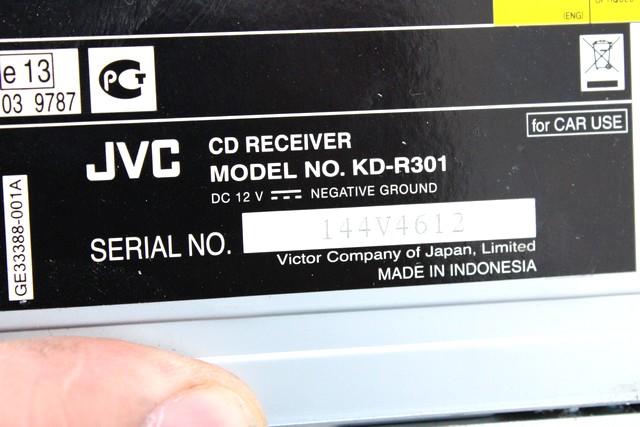 (ENG)
e 13
03 9787
PCT
for CAR USE
JVC
CD RECEIVER
MODEL NO. KD-R301
DC 12 V NEGATIVE GROUND
SERIAL NO. 144V4612
Victor Company of Japan, Limited
MADE IN INDONESIA
GE33388-001A